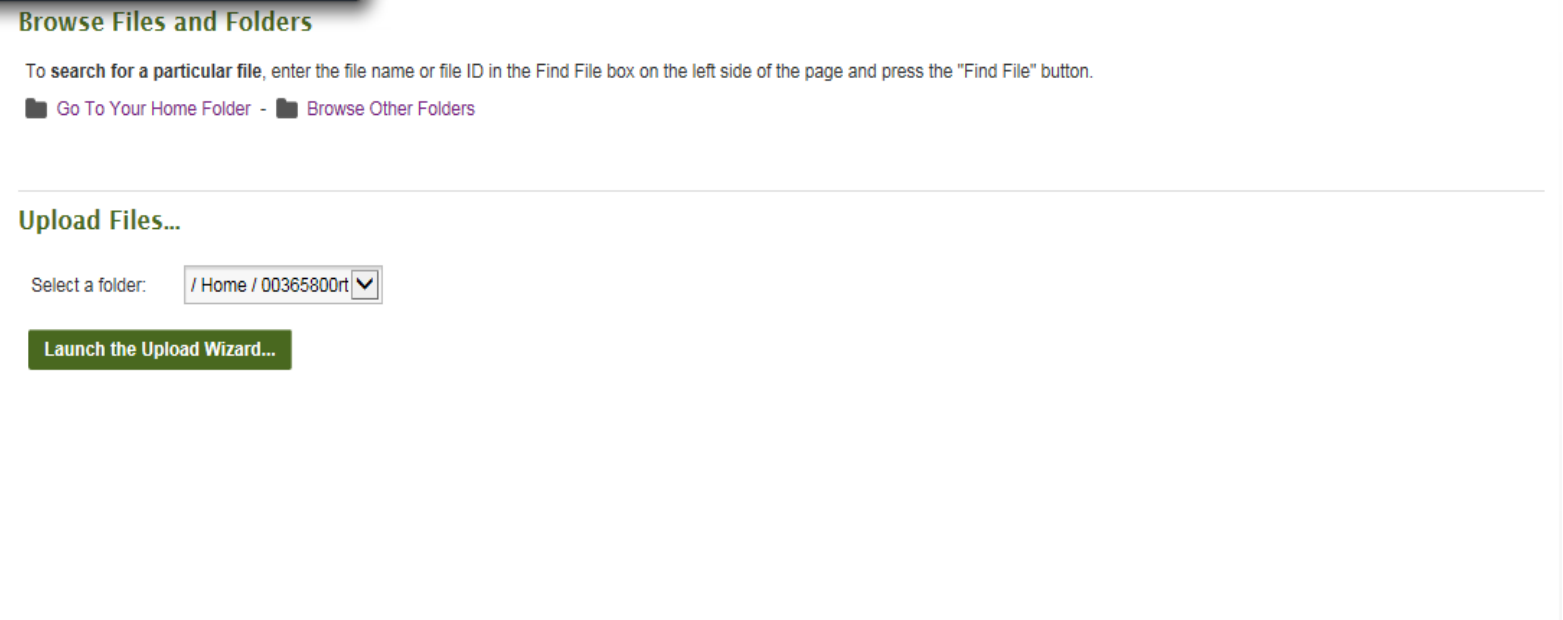 Browse Files and Folders
To search for a particular file, enter the file name or file ID in the Find File box on the left side of the page and press the "Find File" button.
Go To Your Home Folder - Browse Other Folders
Upload Files...
Select a folder: / Home / 00365800rt
Launch the Upload Wizard...